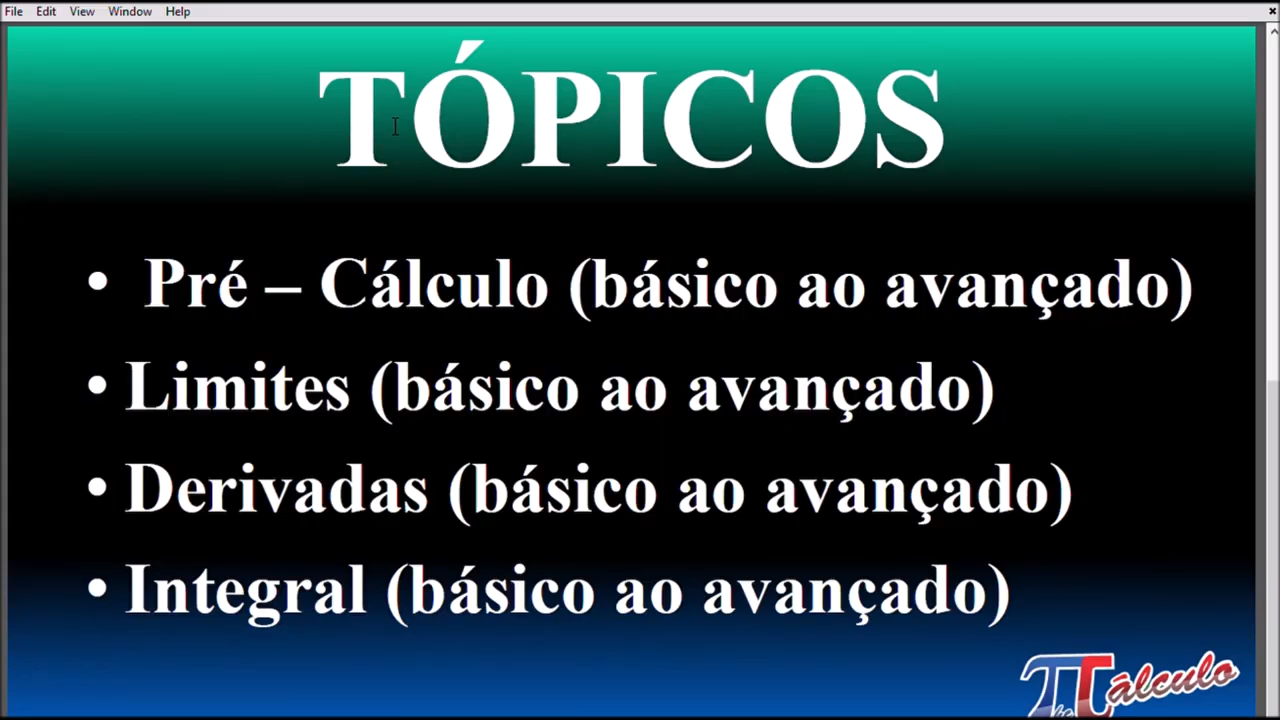 File Edit View Window Help
TÓPICOS
• Pré – Cálculo (básico ao avançado)
• Limites (básico ao avançado)
• Derivadas (básico ao avançado)
• Integral (básico ao avançado)
Cálculo